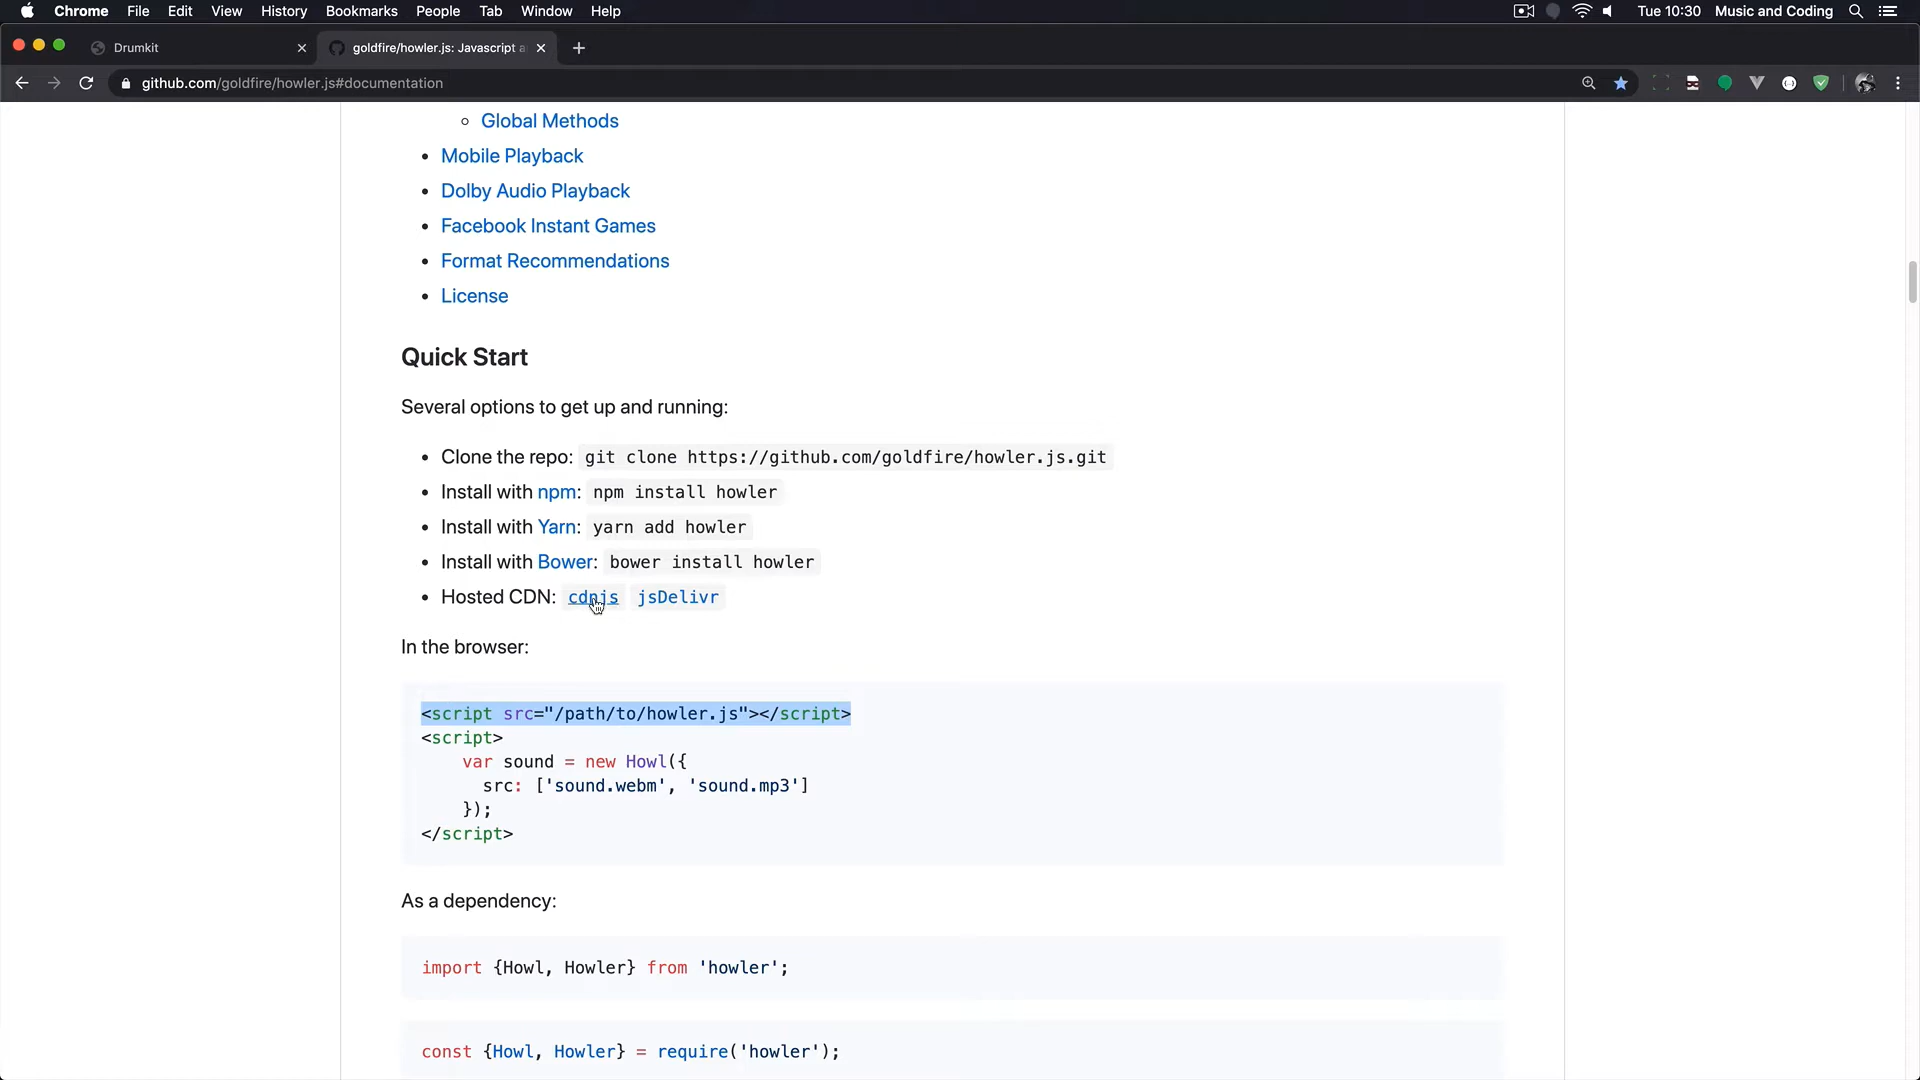 Chrome File Edit View History Bookmarks People Tab Window Help Tue 10:30 Music and Coding
Drumkit goldfire/howler.js: Javascript a
github.com/goldfire/howler.js#documentation
Global Methods
Mobile Playback
Dolby Audio Playback
Facebook Instant Games
Format Recommendations
License
Quick Start
Several options to get up and running:
Clone the repo: git clone https://github.com/goldfire/howler.js.git
Install with npm: npm install howler
Install with Yarn: yarn add howler
Install with Bower: bower install howler
Hosted CDN: cdnjs jsDelivr
In the browser:
<script src="/path/to/howler.js"></script>
<script>
var sound = new Howl({
src: ['sound.webm', 'sound.mp3']
});
</script>
As a dependency:
import {Howl, Howler} from 'howler';
const {Howl, Howler} = require('howler');